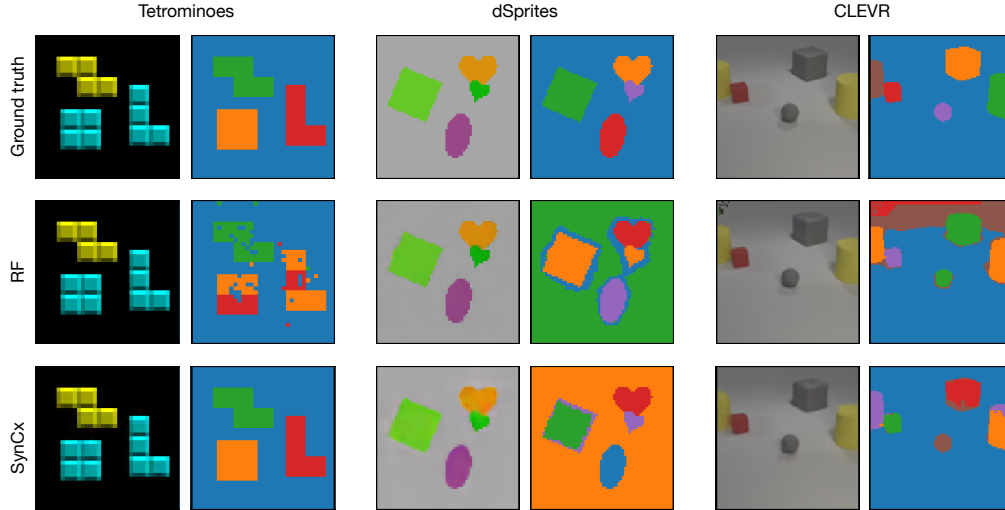 Tetrominoes
dSprites
CLEVR
Ground truth
RF
SynCx